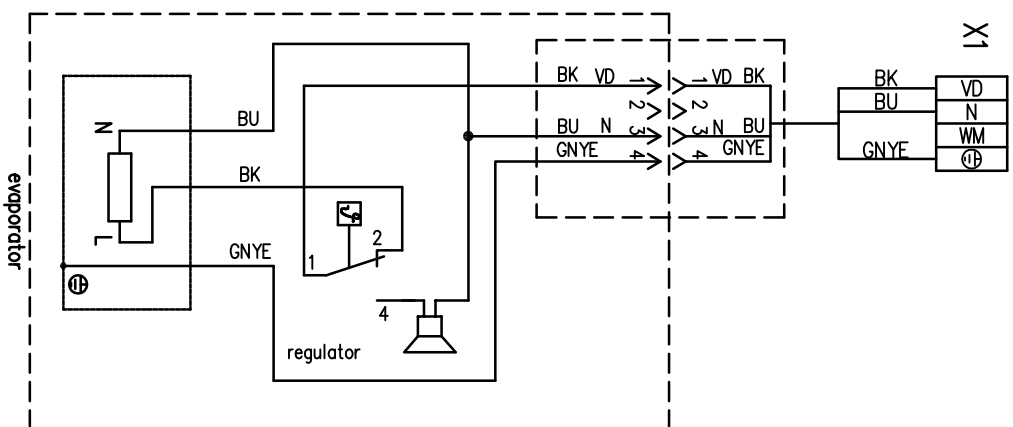 X1
BK VD 1 1 VD BK
2 2
BU N 3 3 N BU
GNYE 4 4 GNYE
BK
BU
GNYE
VD
N
WM
N
BU
BK
L
GNYE
evaporator
ϑ
1
2
4
regulator